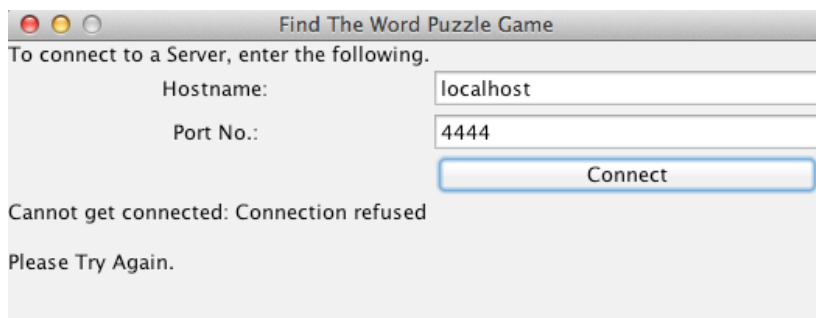 Find The Word Puzzle Game
To connect to a Server, enter the following.
Hostname: localhost
Port No.: 4444
Connect
Cannot get connected: Connection refused
Please Try Again.